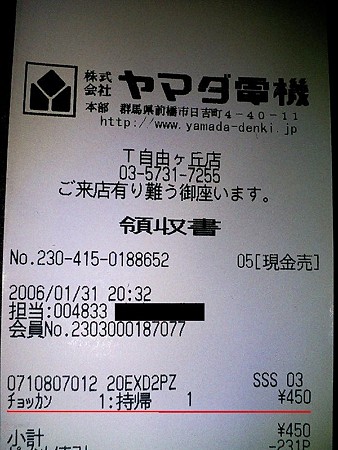 株式会社 ヤマダ電機
本部 群馬県前橋市日吉町4-40-11
http://www.yamada-denki.jp
T自由ヶ丘店
03-5731-7255
ご来店有り難う御座います。
領収書
No.230-415-0188652 05[現金売]
2006/01/31 20:32
担当:004833
会員No.2303000187077
0710807012 20EXD2PZ SSS 03
ﾁｮｯｶﾝ 1:持帰 1 ¥450
小計 ¥450
-231P